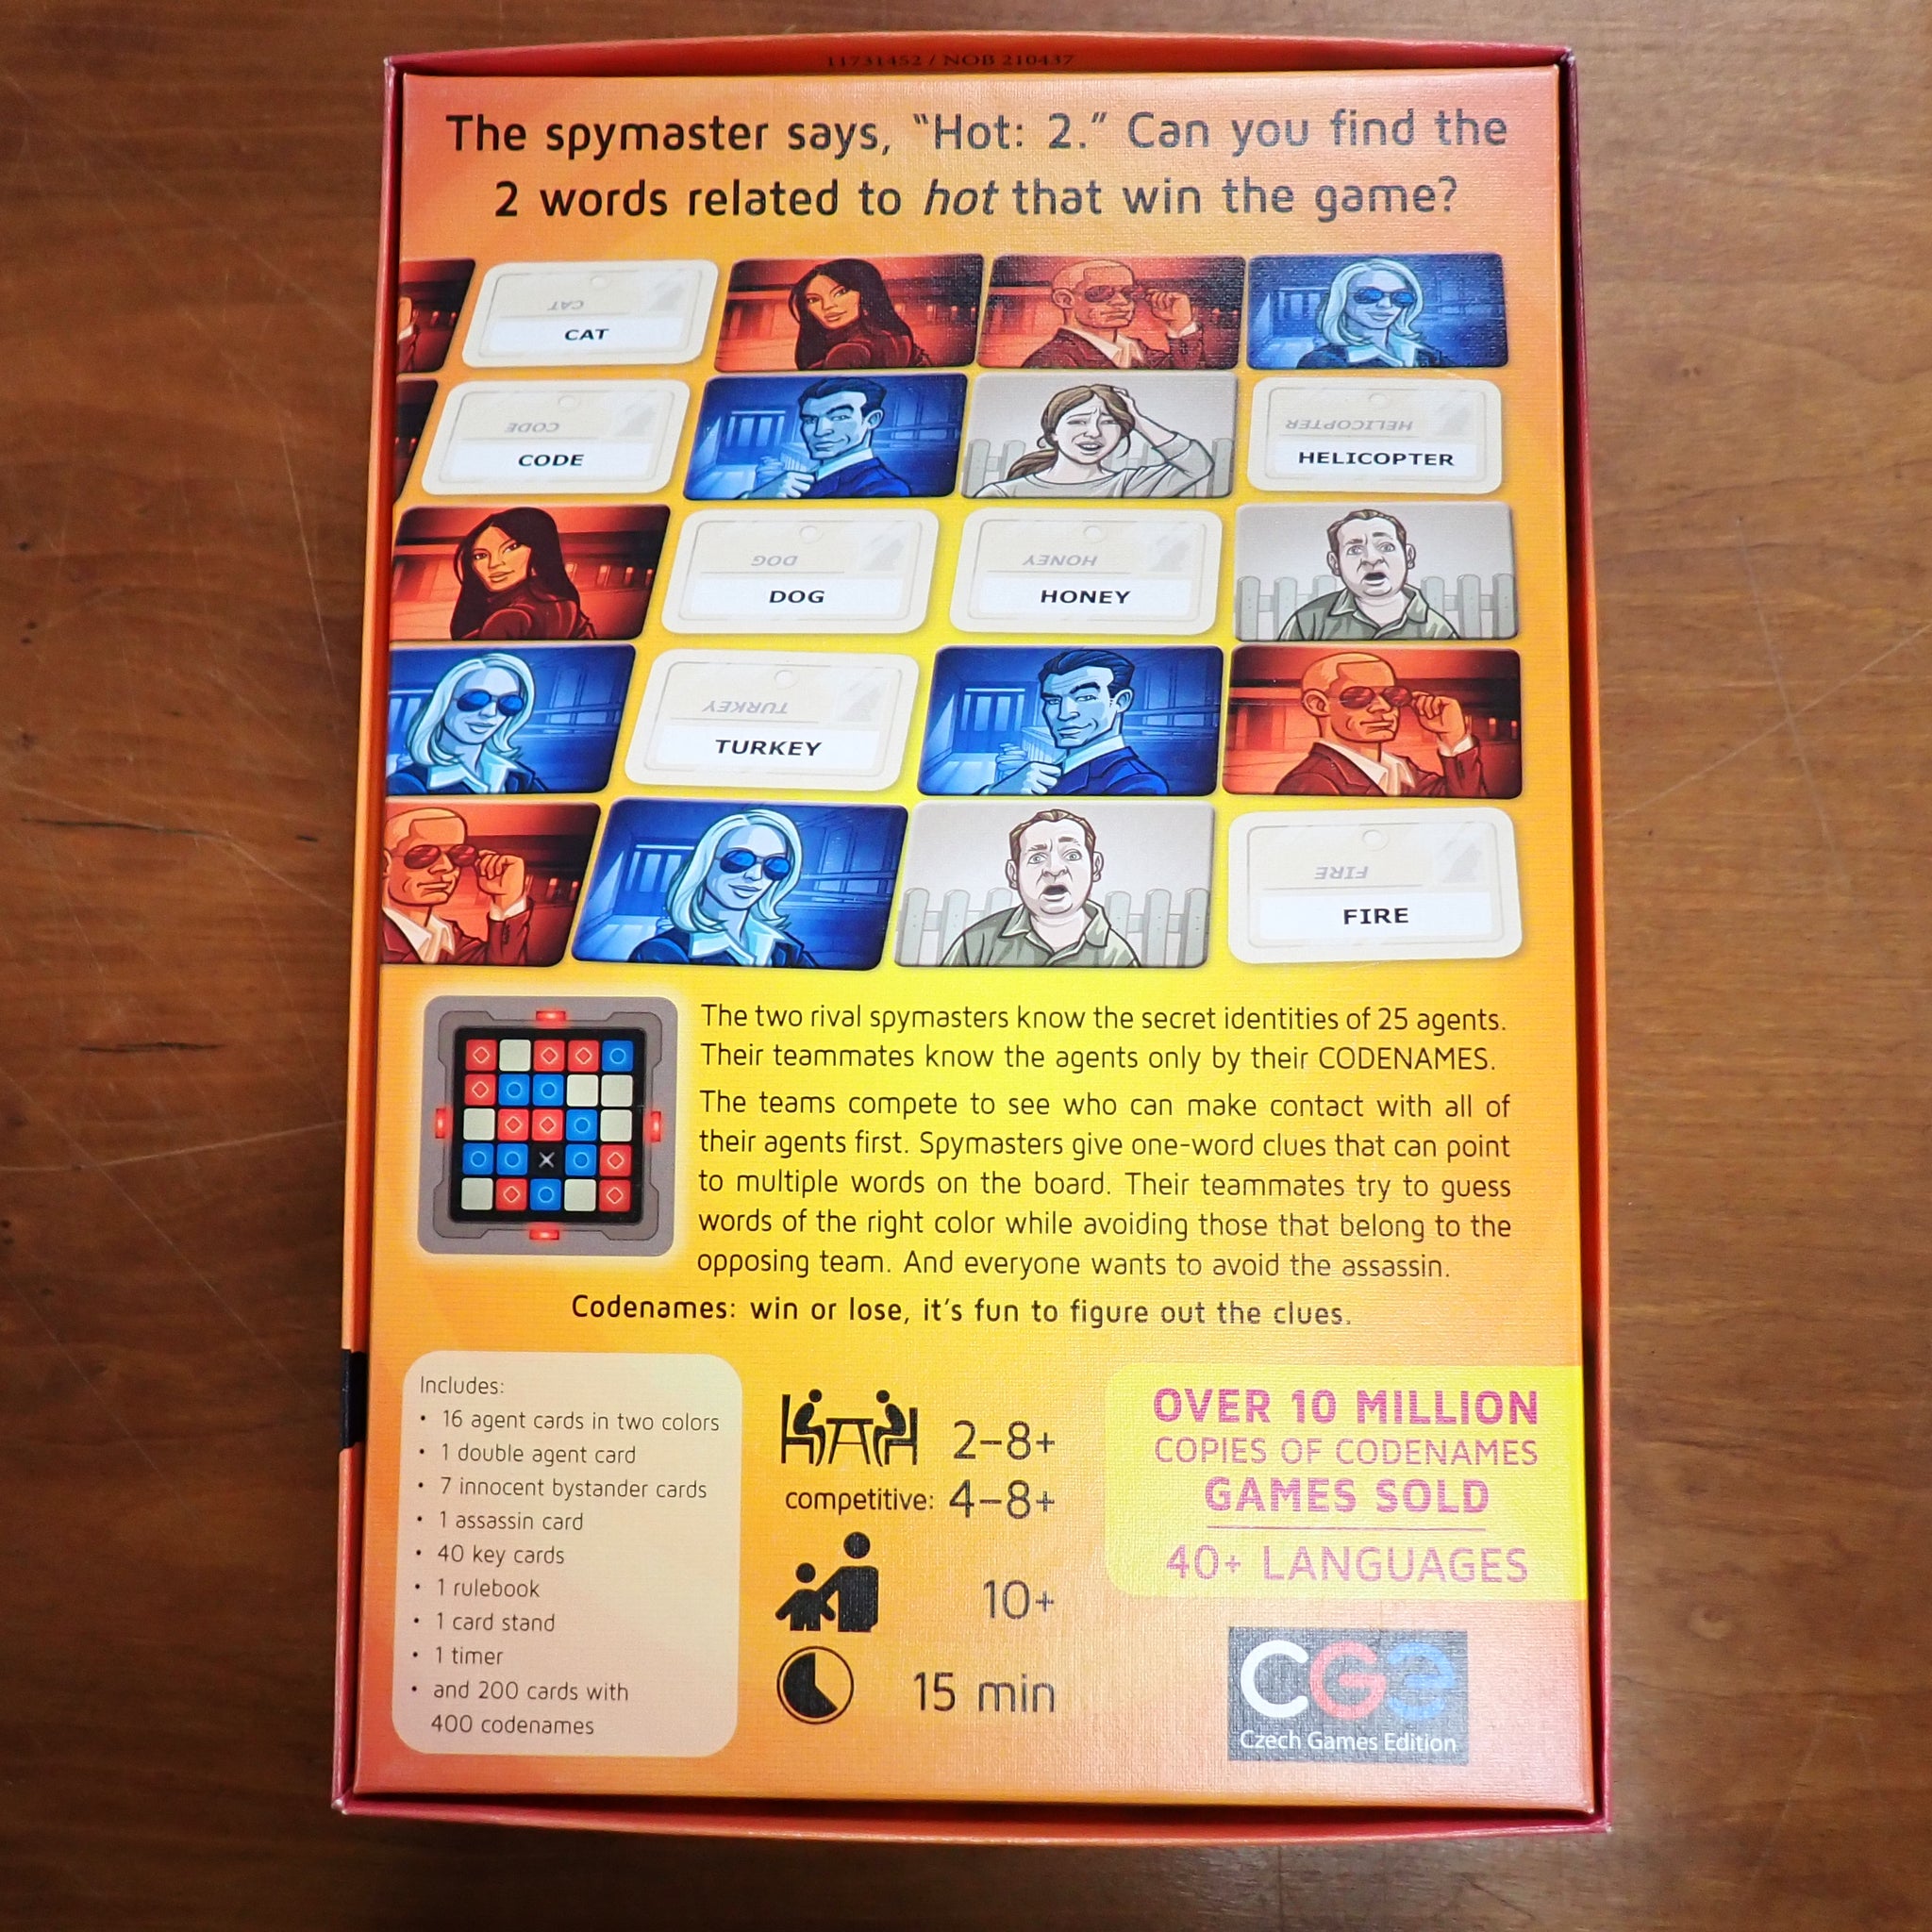 11731452 / NOB 210437
The spymaster says, “Hot: 2.” Can you find the
2 words related to hot that win the game?
CAT
CAT
CODE
CODE
HELICOPTER
HELICOPTER
DOG
DOG
HONEY
HONEY
TURKEY
TURKEY
FIRE
FIRE
The two rival spymasters know the secret identities of 25 agents.
Their teammates know the agents only by their CODENAMES.
The teams compete to see who can make contact with all of
their agents first. Spymasters give one-word clues that can point
to multiple words on the board. Their teammates try to guess
words of the right color while avoiding those that belong to the
opposing team. And everyone wants to avoid the assassin.
Codenames: win or lose, it’s fun to figure out the clues.
Includes:
• 16 agent cards in two colors
• 1 double agent card
• 7 innocent bystander cards
• 1 assassin card
• 40 key cards
• 1 rulebook
• 1 card stand
• 1 timer
• and 200 cards with
400 codenames
2–8+
competitive: 4–8+
10+
15 min
OVER 10 MILLION
COPIES OF CODENAMES
GAMES SOLD
40+ LANGUAGES
CGE
Czech Games Edition